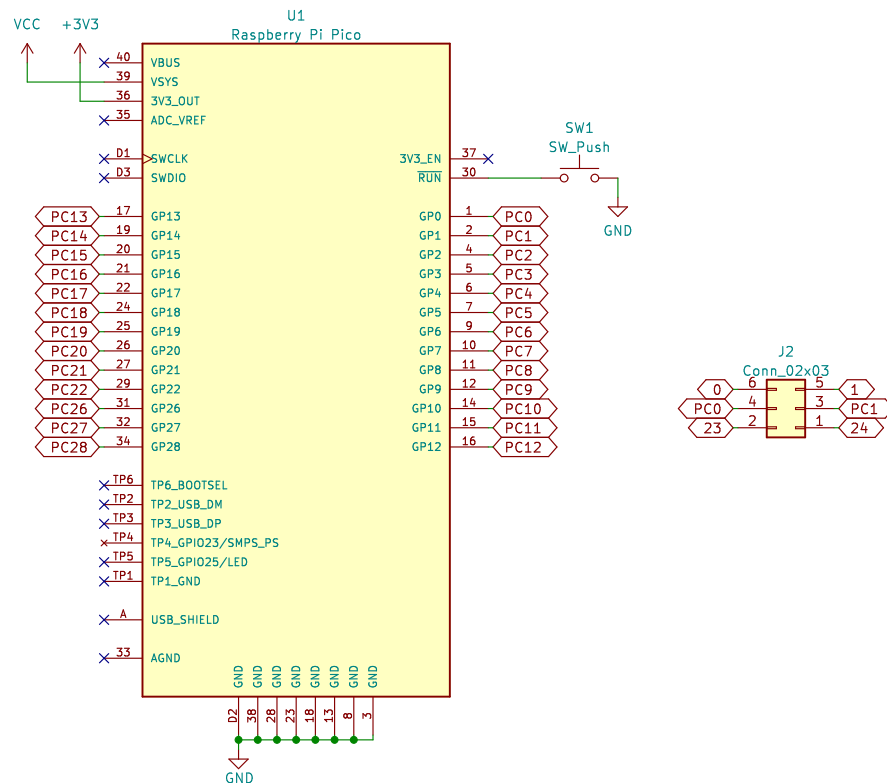 VCC +3V3
U1
Raspberry Pi Pico
40 VBUS
39 VSYS
36 3V3_OUT
35 ADC_VREF
D1 SWCLK
D3 SWDIO
3V3_EN 37
RUN 30
SW1
SW_Push
GND
PC13 17 GP13 GP0 1 PC0
PC14 19 GP14 GP1 2 PC1
PC15 20 GP15 GP2 4 PC2
PC16 21 GP16 GP3 5 PC3
PC17 22 GP17 GP4 6 PC4
PC18 24 GP18 GP5 7 PC5
PC19 25 GP19 GP6 9 PC6
PC20 26 GP20 GP7 10 PC7
PC21 27 GP21 GP8 11 PC8
PC22 29 GP22 GP9 12 PC9
PC26 31 GP26 GP10 14 PC10
PC27 32 GP27 GP11 15 PC11
PC28 34 GP28 GP12 16 PC12
J2
Conn_02x03
0 6 5 1
PC0 4 3 PC1
23 2 1 24
TP6 TP6_BOOTSEL
TP2 TP2_USB_DM
TP3 TP3_USB_DP
TP4 TP4_GPIO23/SMPS_PS
TP5 TP5_GPIO25/LED
TP1 TP1_GND
A USB_SHIELD
33 AGND
GND GND GND GND GND GND GND GND
D2 38 28 23 18 13 8 3
GND